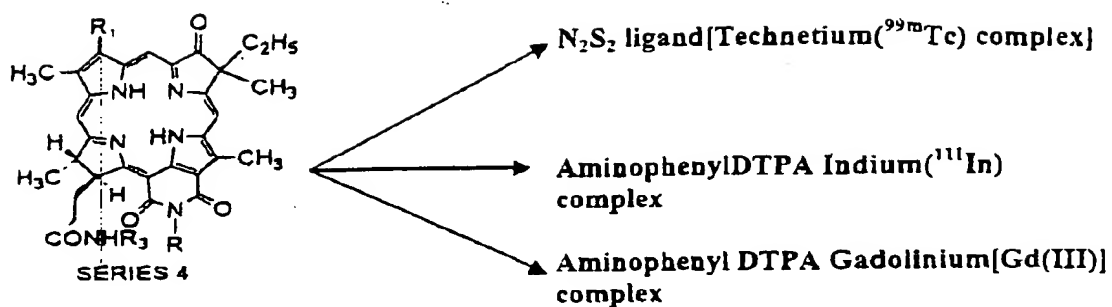 R₁
O
C₂H₅
H₃C
NH
N
CH₃
H
N
HN
H₃C
H
CH₃
O
N
O
CONHR₃
R
SERIES 4
N₂S₂ ligand[Technetium(⁹⁹ᵐTc) complex]
AminophenylDTPA Indium(¹¹¹In)
complex
Aminophenyl DTPA Gadolinium[Gd(III)]
complex